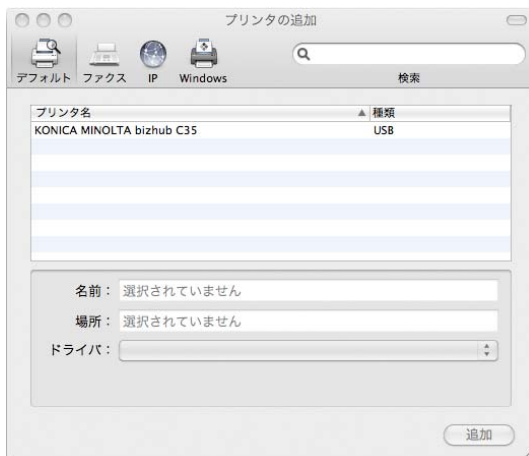 プリンタの追加
デフォルト ファクス IP Windows 検索
プリンタ名 種類
KONICA MINOLTA bizhub C35 USB
名前： 選択されていません
場所： 選択されていません
ドライバ：
追加